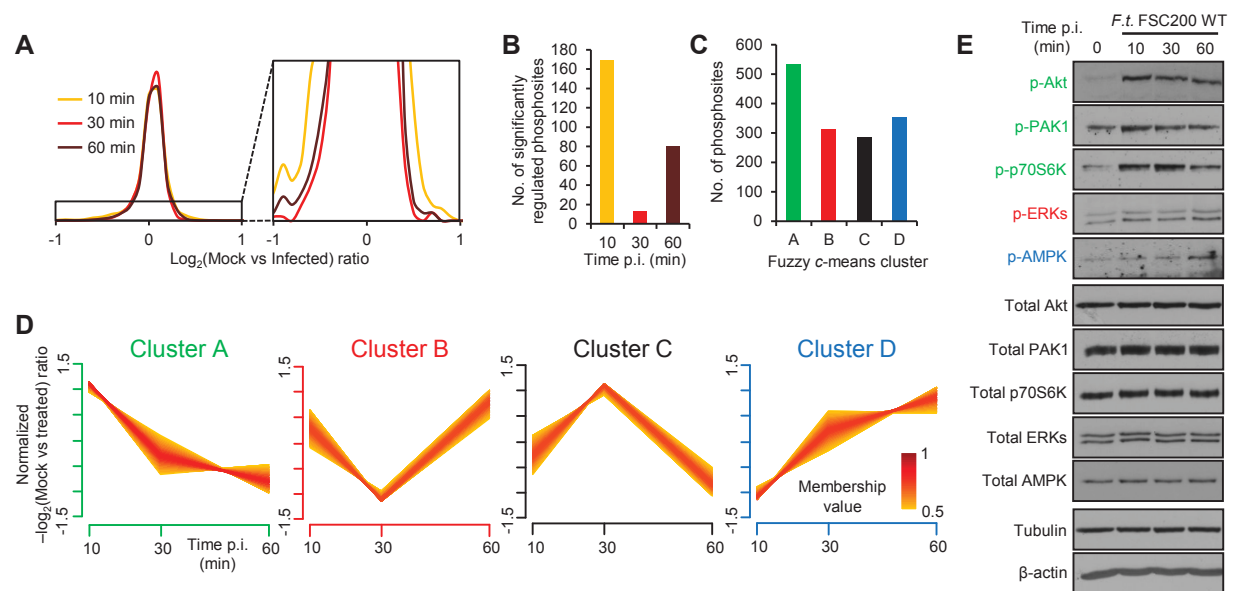 A
10 min
30 min
60 min
-1
0
1
-1
0
1
Log2(Mock vs Infected) ratio
B
No. of significantly
regulated phosphosites
180
160
140
120
100
80
60
40
20
0
10
30
60
Time p.i. (min)
C
No. of phosphosites
600
500
400
300
200
100
0
A
B
C
D
Fuzzy c-means cluster
D
Normalized
–log2(Mock vs treated) ratio
Cluster A
1.5
-1.5
10
30
Time p.i.
(min)
60
Cluster B
1.5
-1.5
10
30
60
Cluster C
1.5
-1.5
10
30
60
Cluster D
1.5
-1.5
10
30
60
Membership
value
1
0.5
E
Time p.i.
(min)
F.t. FSC200 WT
0
10
30
60
p-Akt
p-PAK1
p-p70S6K
p-ERKs
p-AMPK
Total Akt
Total PAK1
Total p70S6K
Total ERKs
Total AMPK
Tubulin
β-actin